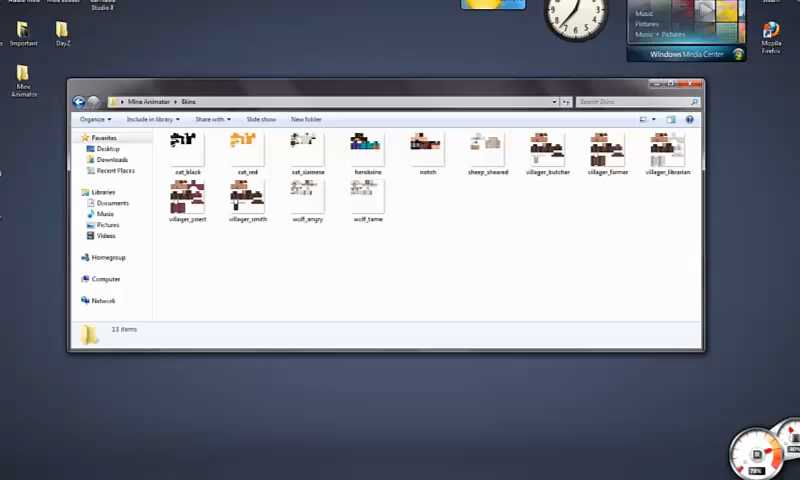 Studio 8
Important
DayZ
Mine
Animator
Music
Pictures
Music + Pictures
Windows Media Center
Mozilla
Firefox
Mine Animator
Skins
Search Skins
Organize
Include in library
Share with
Slide show
New folder
Favorites
Desktop
Downloads
Recent Places
Libraries
Documents
Music
Pictures
Videos
Homegroup
Computer
Network
cat_black
cat_red
cat_siamese
herobrine
notch
sheep_sheared
villager_butcher
villager_farmer
villager_librarian
villager_priest
villager_smith
wolf_angry
wolf_tame
13 items